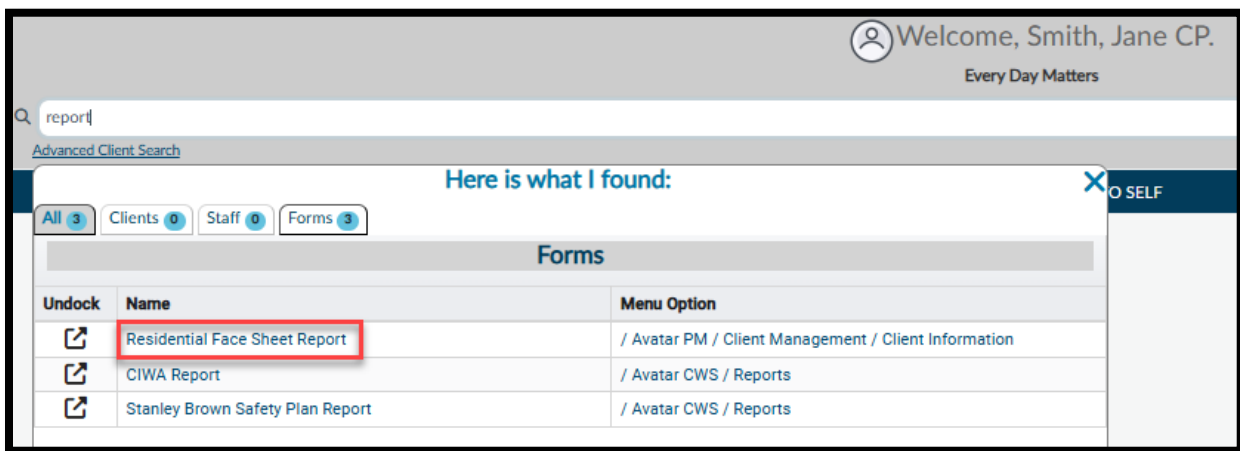 Welcome, Smith, Jane CP.
Every Day Matters
report
Advanced Client Search
Here is what I found:
O SELF
All 3 Clients 0 Staff 0 Forms 3
Forms
Undock Name Menu Option
Residential Face Sheet Report / Avatar PM / Client Management / Client Information
CIWA Report / Avatar CWS / Reports
Stanley Brown Safety Plan Report / Avatar CWS / Reports